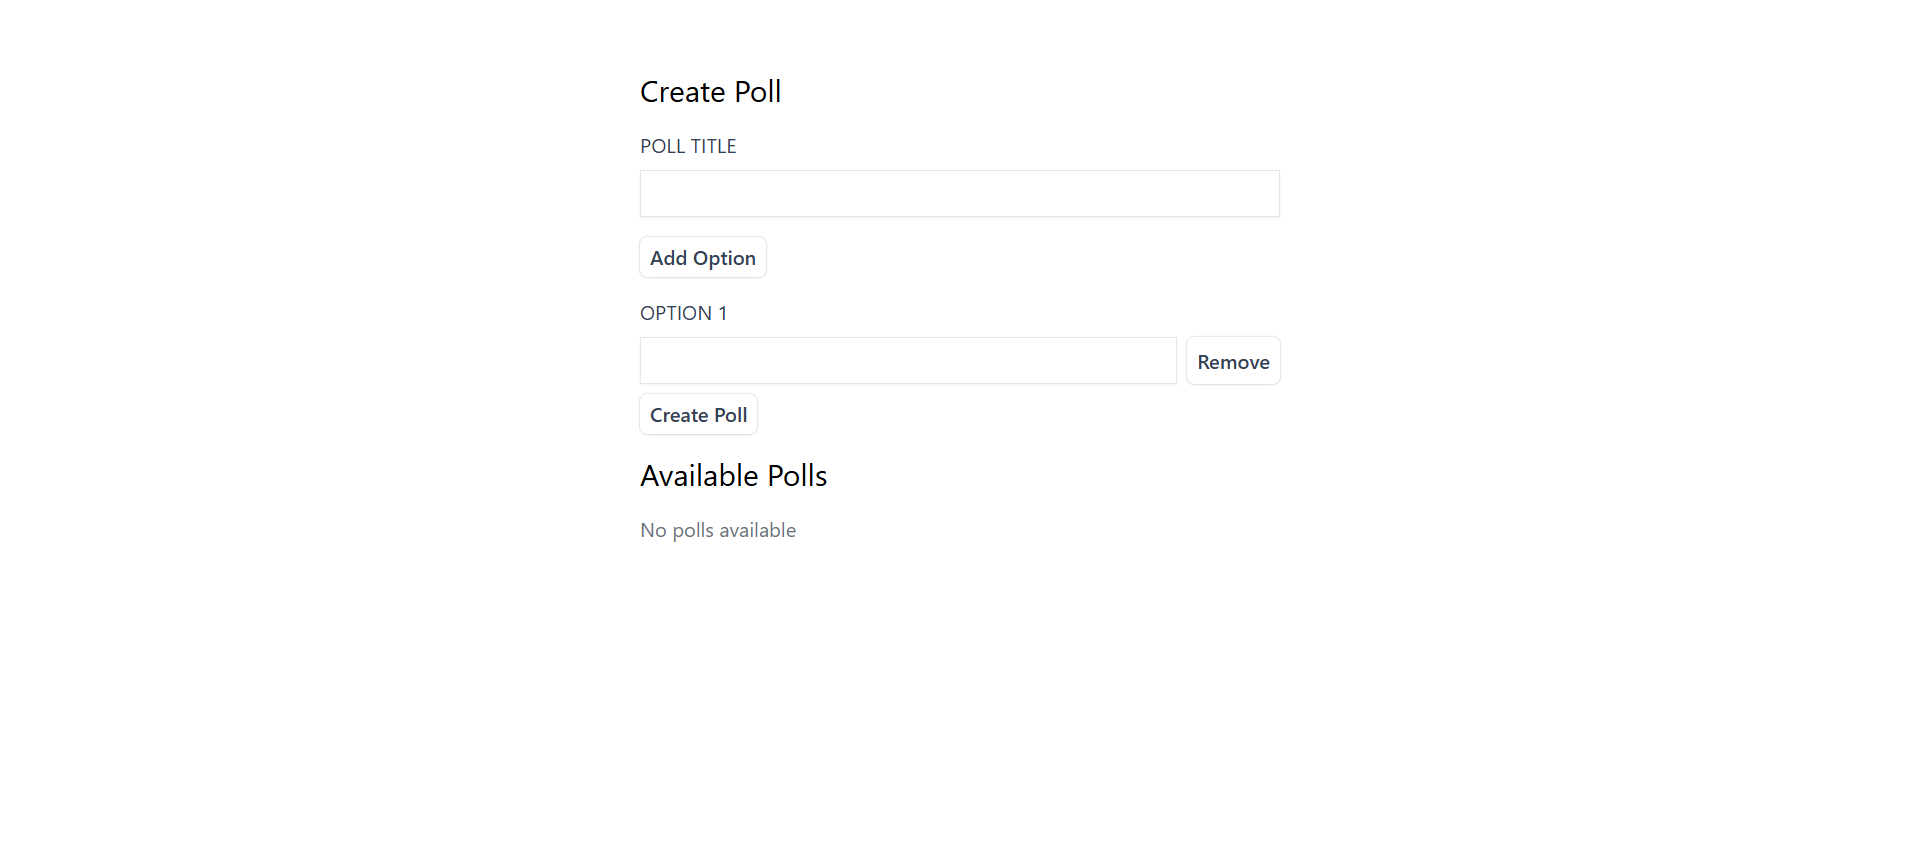 Create Poll
POLL TITLE
Add Option
OPTION 1
Remove
Create Poll
Available Polls
No polls available